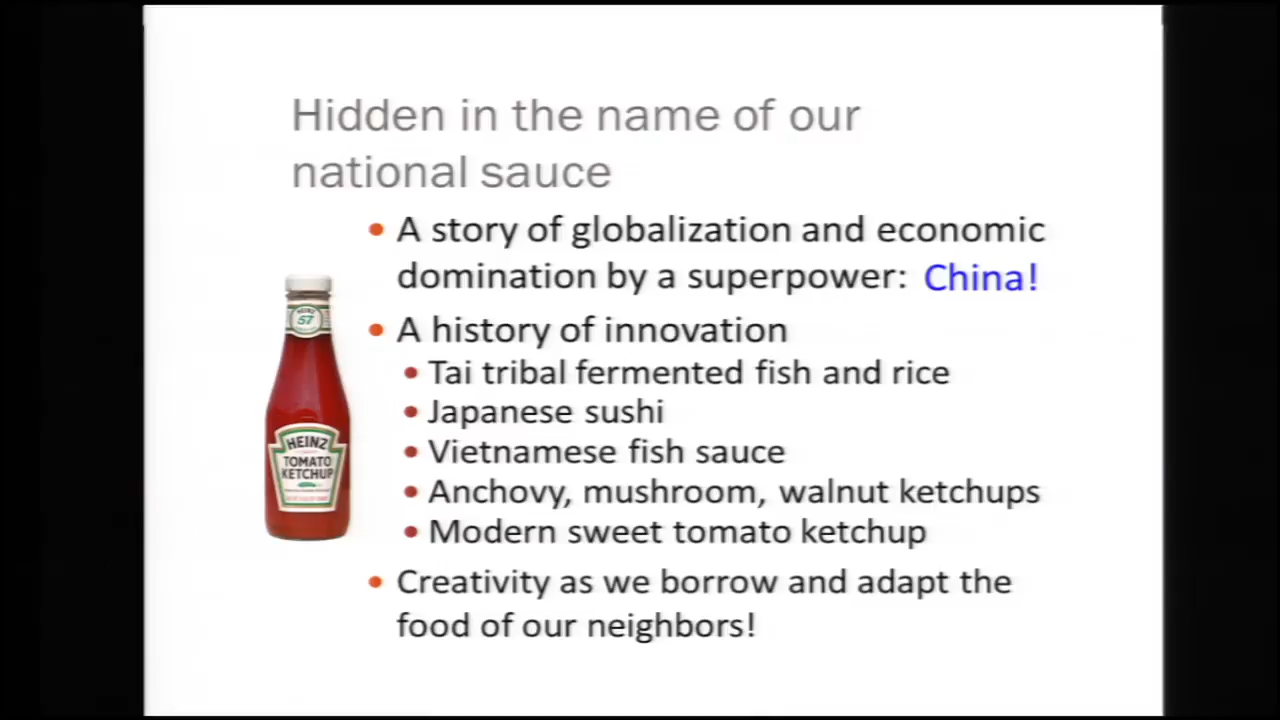 Hidden in the name of our
national sauce
• A story of globalization and economic
domination by a superpower: China!
• A history of innovation
• Tai tribal fermented fish and rice
• Japanese sushi
• Vietnamese fish sauce
• Anchovy, mushroom, walnut ketchups
• Modern sweet tomato ketchup
• Creativity as we borrow and adapt the
food of our neighbors!
HEINZ
57
HEINZ
TOMATO
KETCHUP